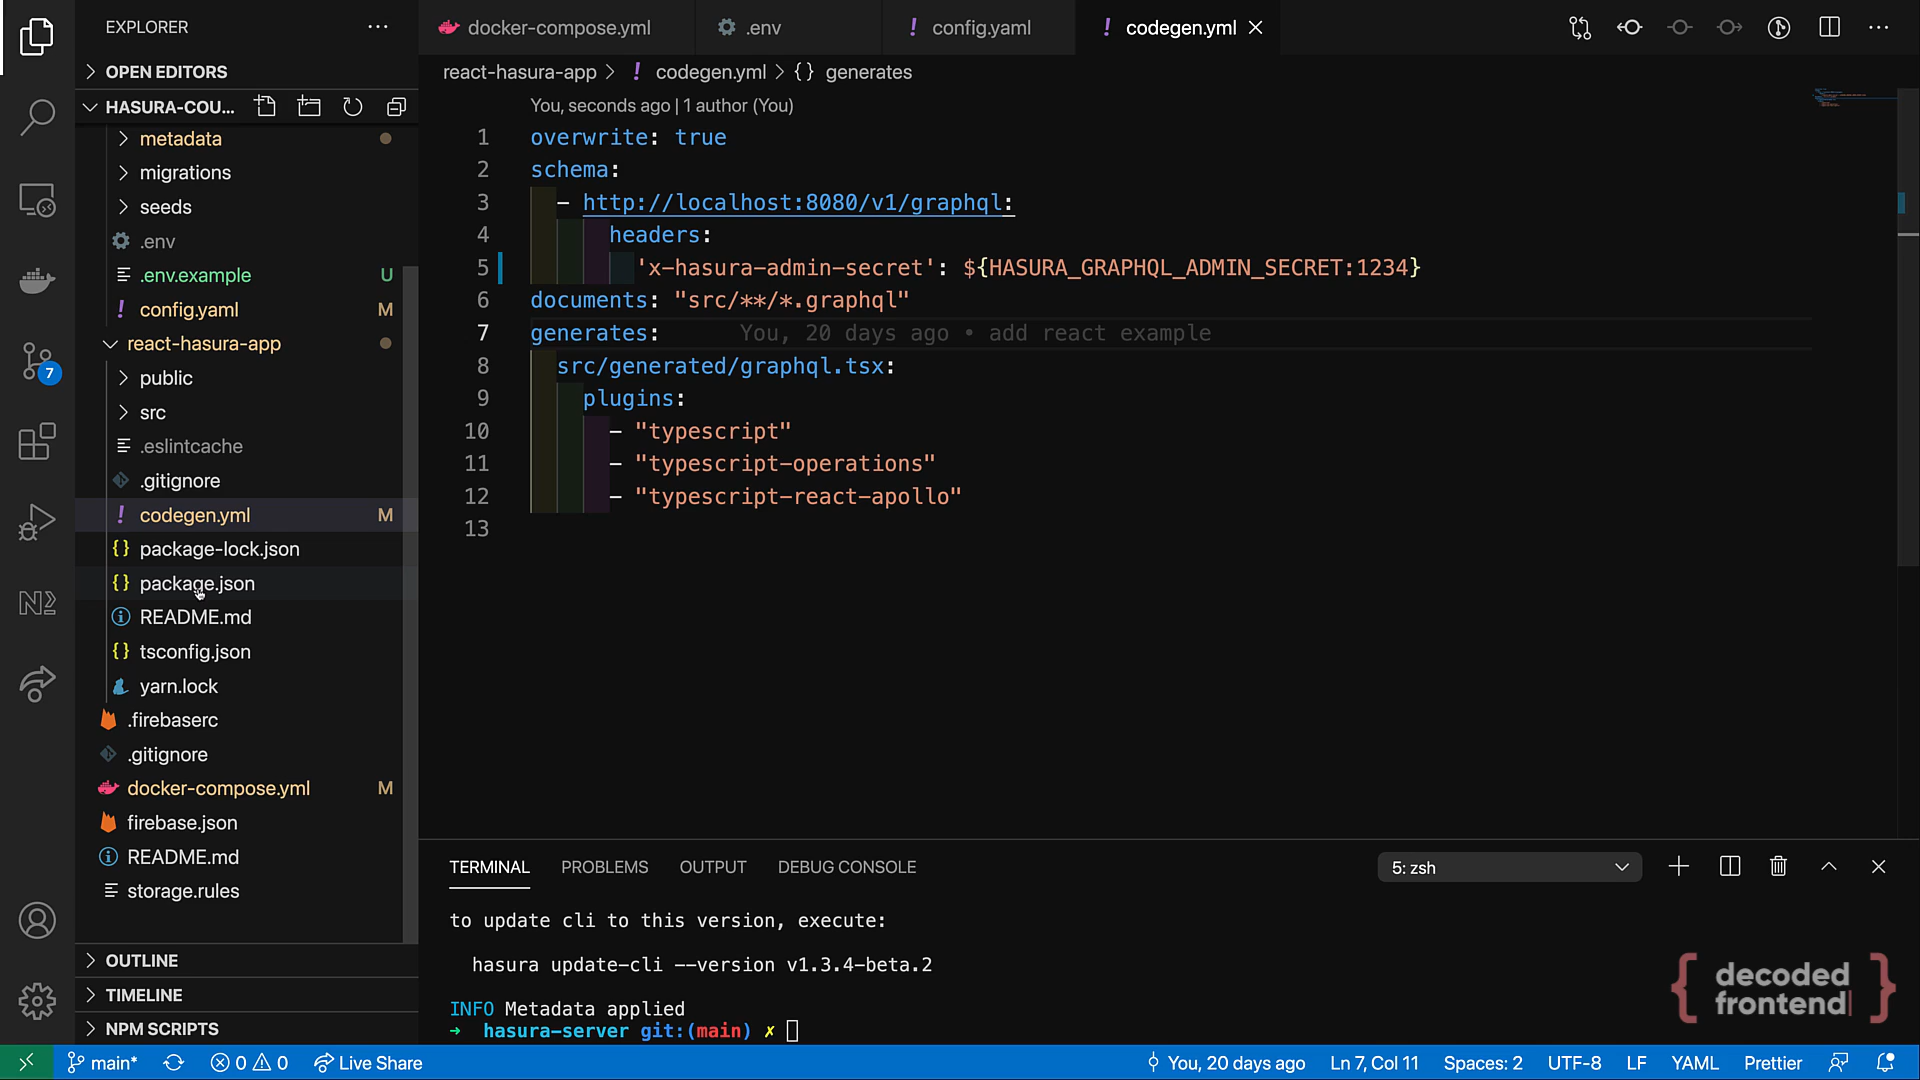 EXPLORER
OPEN EDITORS
HASURA-COU...
metadata
migrations
seeds
.env
.env.example U
config.yaml M
react-hasura-app
public
src
.eslintcache
.gitignore
codegen.yml M
package-lock.json
package.json
README.md
tsconfig.json
yarn.lock
.firebaserc
.gitignore
docker-compose.yml M
firebase.json
README.md
storage.rules
OUTLINE
TIMELINE
NPM SCRIPTS
7
docker-compose.yml .env config.yaml codegen.yml
react-hasura-app > codegen.yml > {} generates
You, seconds ago | 1 author (You)
1 overwrite: true
2 schema:
3 - http://localhost:8080/v1/graphql:
4 headers:
5 'x-hasura-admin-secret': ${HASURA_GRAPHQL_ADMIN_SECRET:1234}
6 documents: "src/**/*.graphql"
7 generates: You, 20 days ago • add react example
8 src/generated/graphql.tsx:
9 plugins:
10 - "typescript"
11 - "typescript-operations"
12 - "typescript-react-apollo"
13
TERMINAL PROBLEMS OUTPUT DEBUG CONSOLE 5: zsh
to update cli to this version, execute:
hasura update-cli --version v1.3.4-beta.2
INFO Metadata applied
→ hasura-server git:(main) ✗
{ decoded
frontend }
main* 0 0 Live Share You, 20 days ago Ln 7, Col 11 Spaces: 2 UTF-8 LF YAML Prettier